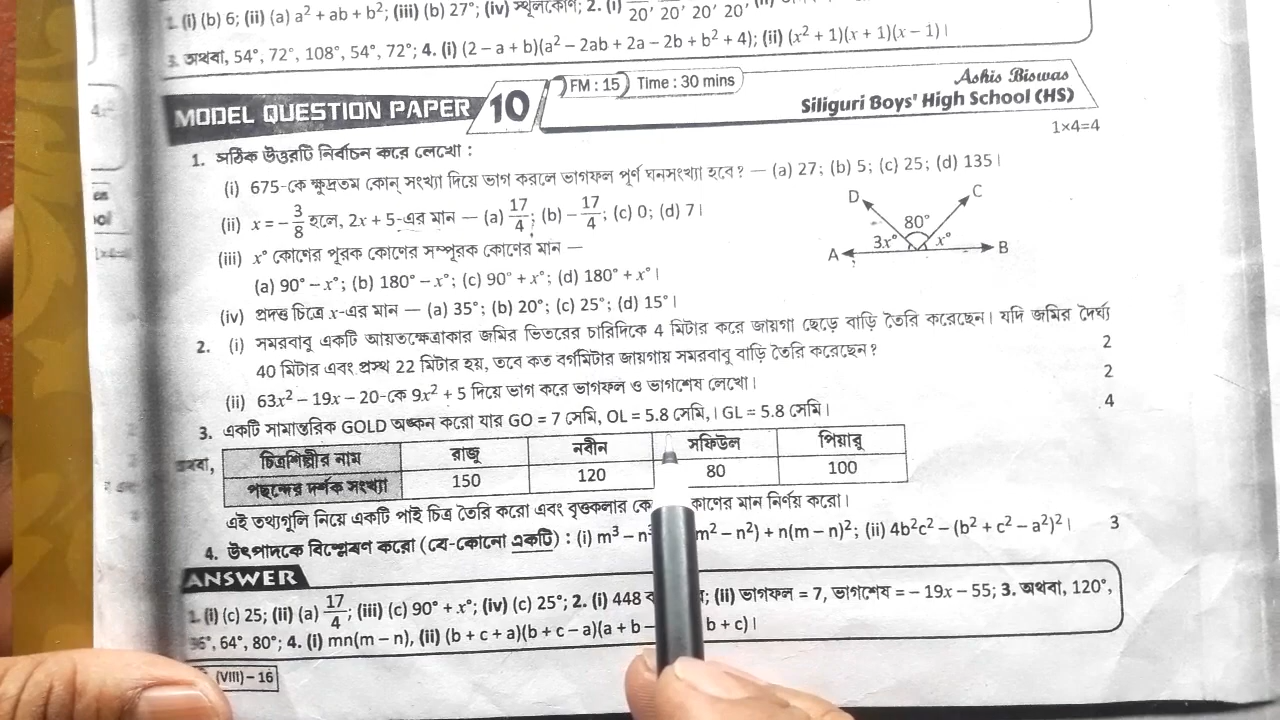 1. (i) (b) 6; (ii) (a) a² + ab + b²; (iii) (b) 27°; (iv) স্থূলকোণ; 2. (i) 20' 20' 20' 20'
3. অথবা, 54°, 72°, 108°, 54°, 72°; 4. (i) (2 – a + b)(a² – 2ab + 2a – 2b + b² + 4); (ii) (x² + 1)(x + 1)(x – 1)।
MODEL QUESTION PAPER 10 FM : 15 Time : 30 mins
Ashis Biswas
Siliguri Boys' High School (HS)
1×4=4
1. সঠিক উত্তরটি নির্বাচন করে লেখো :
(i) 675-কে ক্ষুদ্রতম কোন্ সংখ্যা দিয়ে ভাগ করলে ভাগফল পূর্ণ ঘনসংখ্যা হবে? — (a) 27; (b) 5; (c) 25; (d) 135।
(ii) x = –3/8 হলে, 2x + 5-এর মান — (a) 17/4; (b) –17/4; (c) 0; (d) 7।
(iii) x° কোণের পূরক কোণের সম্পূরক কোণের মান —
(a) 90° – x°; (b) 180° – x°; (c) 90° + x°; (d) 180° + x°।
(iv) প্রদত্ত চিত্রে x-এর মান — (a) 35°; (b) 20°; (c) 25°; (d) 15°।
D C
80°
3x° x°
A B
2. (i) সমরবাবু একটি আয়তক্ষেত্রাকার জমির ভিতরের চারিদিকে 4 মিটার করে জায়গা ছেড়ে বাড়ি তৈরি করেছেন। যদি জমির দৈর্ঘ্য
40 মিটার এবং প্রস্থ 22 মিটার হয়, তবে কত বর্গমিটার জায়গায় সমরবাবু বাড়ি তৈরি করেছেন? 2
(ii) 63x² – 19x – 20-কে 9x² + 5 দিয়ে ভাগ করে ভাগফল ও ভাগশেষ লেখো। 2
3. একটি সামান্তরিক GOLD অঙ্কন করো যার GO = 7 সেমি, OL = 5.8 সেমি, । GL = 5.8 সেমি। 4
অথবা, চিত্রশিল্পীর নাম রাজু নবীন সফিউল পিয়ারু
পছন্দের দর্শক সংখ্যা 150 120 80 100
এই তথ্যগুলি নিয়ে একটি পাই চিত্র তৈরি করো এবং বৃত্তকলার কে কোণের মান নির্ণয় করো।
4. উৎপাদকে বিশ্লেষণ করো (যে-কোনো একটি) : (i) m³ – n³ m² – n²) + n(m – n)²; (ii) 4b²c² – (b² + c² – a²)²। 3
ANSWER
1. (i) (c) 25; (ii) (a) 17/4; (iii) (c) 90° + x°; (iv) (c) 25°; 2. (i) 448 ব ; (ii) ভাগফল = 7, ভাগশেষ = – 19x – 55; 3. অথবা, 120°,
96°, 64°, 80°; 4. (i) mn(m – n), (ii) (b + c + a)(b + c – a)(a + b – b + c)।
(VIII) – 16